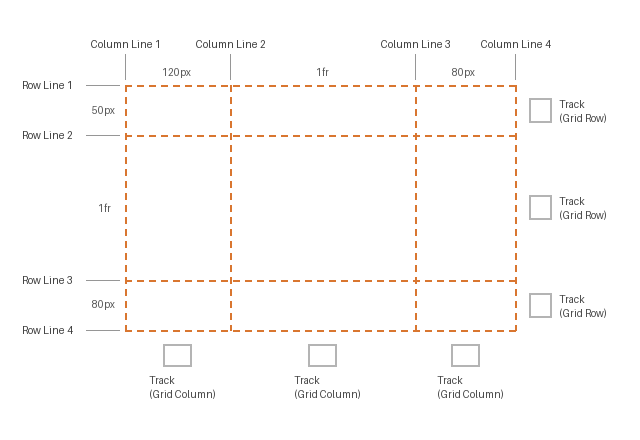 Column Line 1
Column Line 2
Column Line 3
Column Line 4
120px
1fr
80px
Row Line 1
50px
Track
(Grid Row)
Row Line 2
1fr
Track
(Grid Row)
Row Line 3
80px
Track
(Grid Row)
Row Line 4
Track
(Grid Column)
Track
(Grid Column)
Track
(Grid Column)